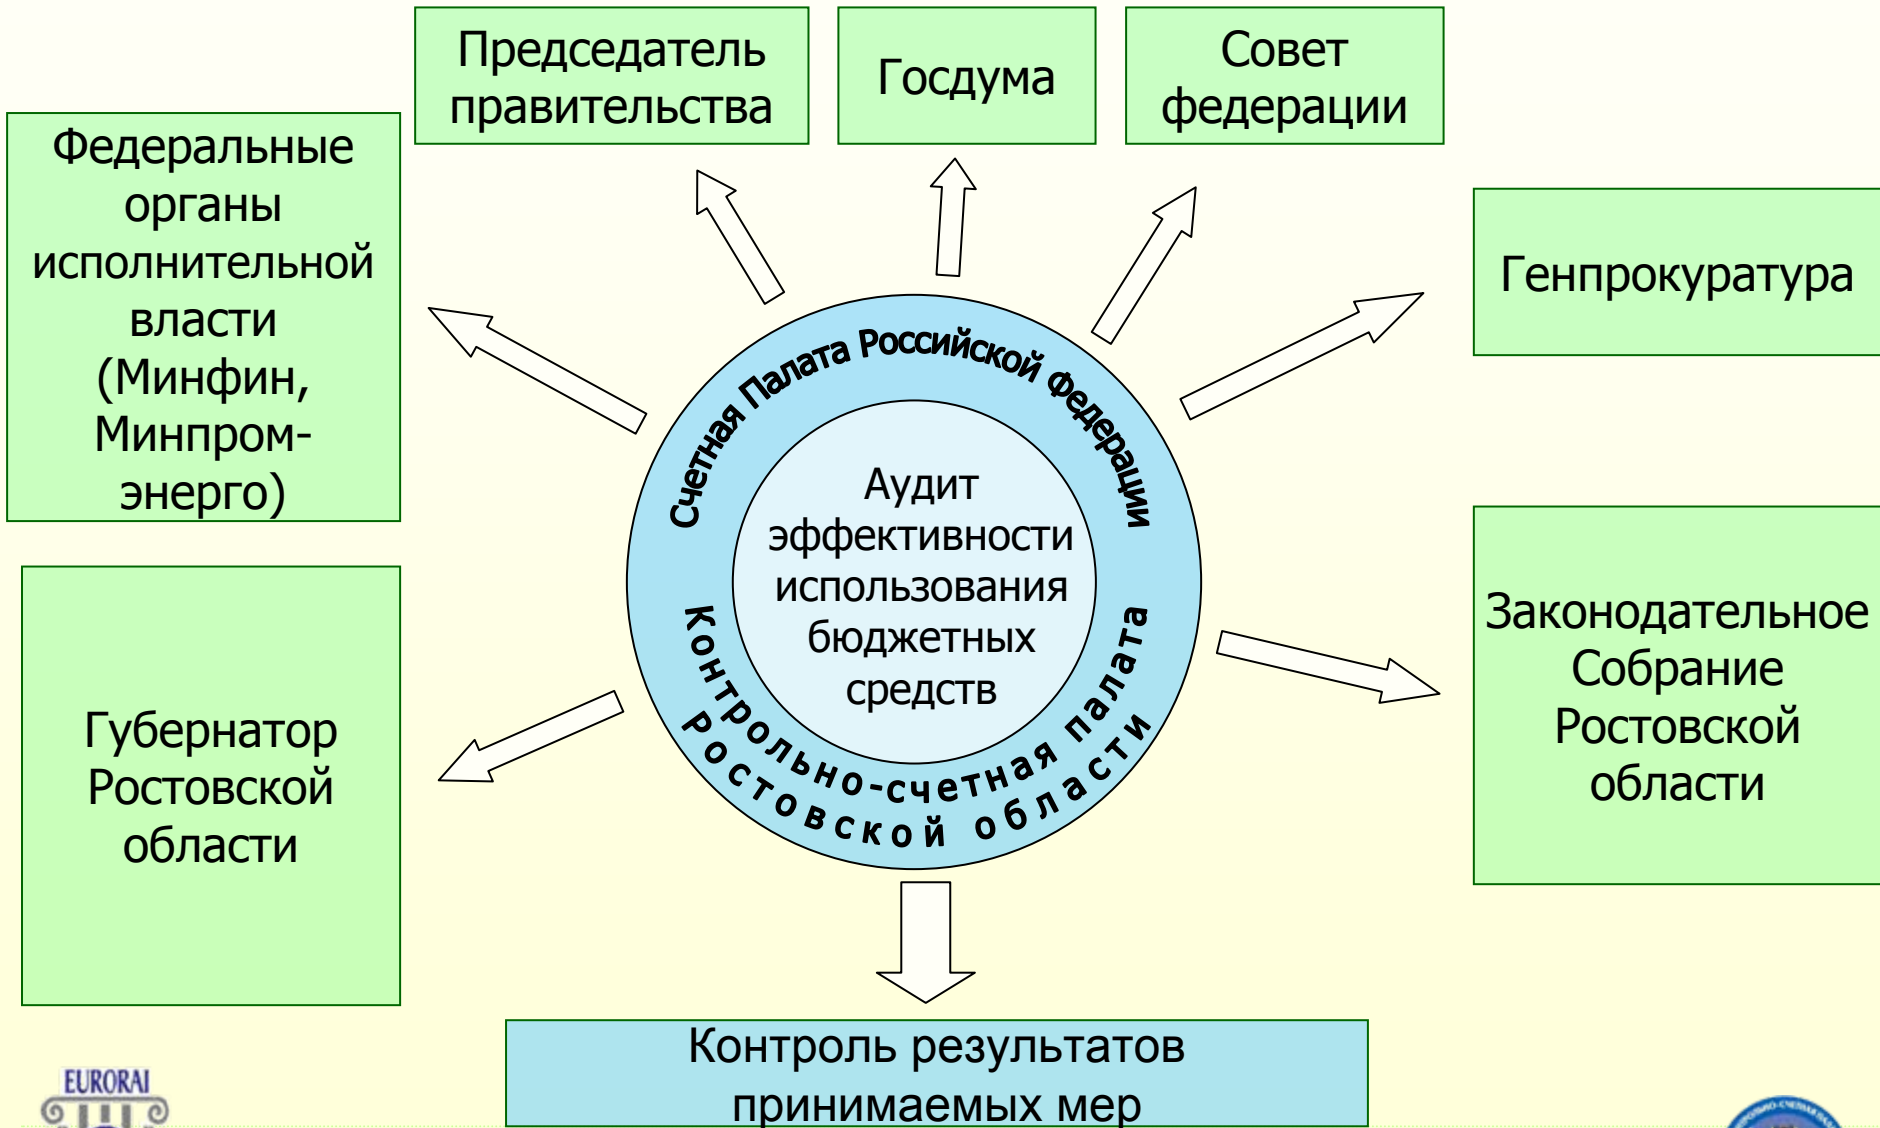 Председатель
правительства
Госдума
Совет
федерации
Федеральные
органы
исполнительной
власти
(Минфин,
Минпром-
энерго)
Генпрокуратура
Счетная Палата Российской Федерации
Аудит
эффективности
использования
бюджетных
средств
Контрольно-счетная палата
Ростовской области
Губернатор
Ростовской
области
Законодательное
Собрание
Ростовской
области
Контроль результатов
принимаемых мер
EURORAI